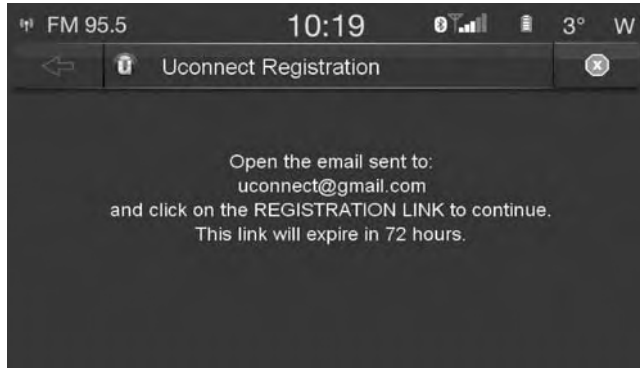 FM 95.5 10:19 3° W
Uconnect Registration
Open the email sent to:
uconnect@gmail.com
and click on the REGISTRATION LINK to continue.
This link will expire in 72 hours.